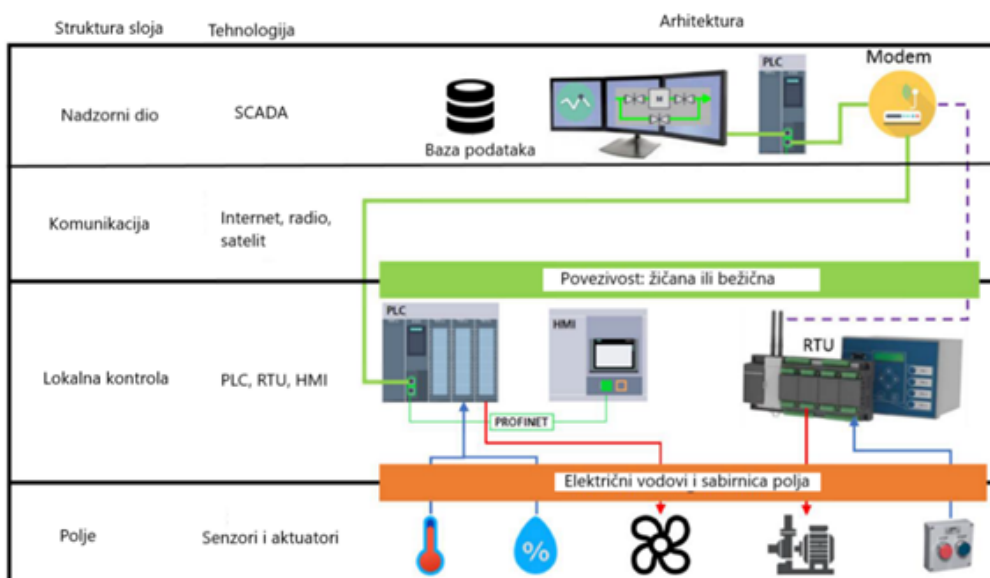 Struktura sloja
Tehnologija
Arhitektura
Nadzorni dio
SCADA
Baza podataka
PLC
Modem
Komunikacija
Internet, radio,
satelit
Povezivost: žičana ili bežična
Lokalna kontrola
PLC, RTU, HMI
PLC
HMI
RTU
PROFINET
Električni vodovi i sabirnica polja
Polje
Senzori i aktuatori
%